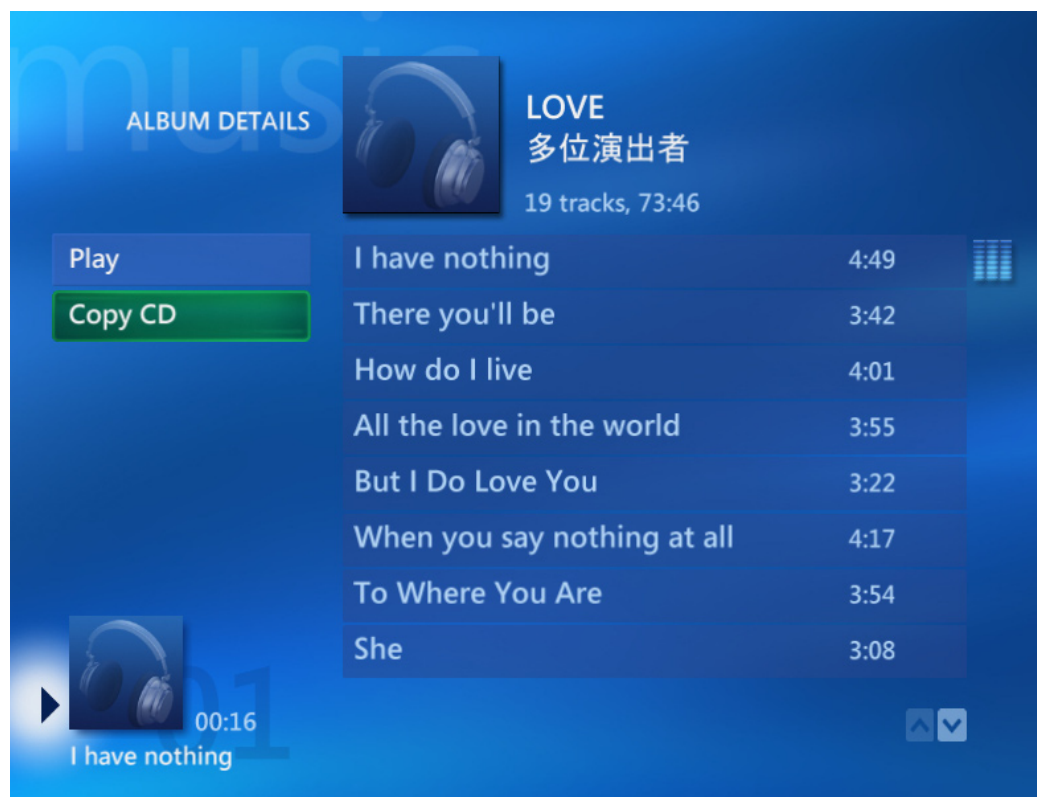 music
ALBUM DETAILS
LOVE
多位演出者
19 tracks, 73:46
Play
Copy CD
I have nothing 4:49
There you'll be 3:42
How do I live 4:01
All the love in the world 3:55
But I Do Love You 3:22
When you say nothing at all 4:17
To Where You Are 3:54
She 3:08
01
00:16
I have nothing